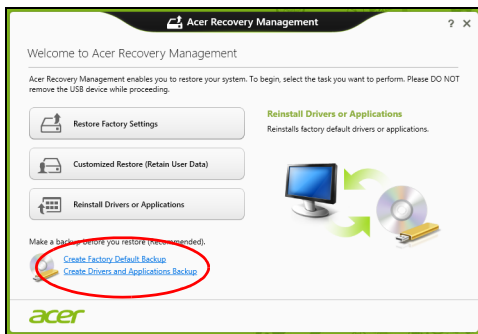 Acer Recovery Management
? ×
Welcome to Acer Recovery Management
Acer Recovery Management enables you to restore your system. To begin, select the task you want to perform. Please DO NOT
remove the USB device while proceeding.
Restore Factory Settings
Customized Restore (Retain User Data)
Reinstall Drivers or Applications
Reinstall Drivers or Applications
Reinstalls factory default drivers or applications.
Make a backup before you restore (Recommended).
Create Factory Default Backup
Create Drivers and Applications Backup
acer